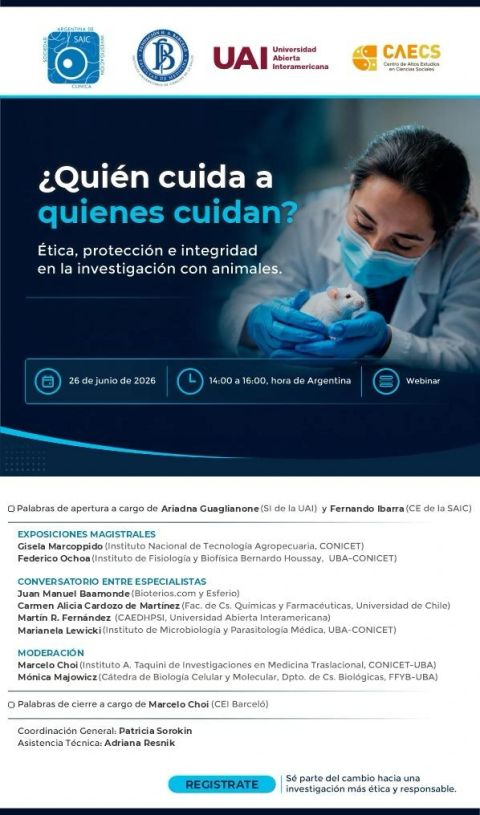 SOCIEDAD
ARGENTINA DE
SAIC
INVESTIGACIÓN
CLÍNICA
UAI
Universidad
Abierta
Interamericana
CAECS
Centro de Altos Estudios
en Ciencias Sociales
¿Quién cuida a
quienes cuidan?
Ética, protección e integridad
en la investigación con animales.
26 de junio de 2026
14:00 a 16:00, hora de Argentina
Webinar
Palabras de apertura a cargo de Ariadna Guaglianone (SI de la UAI) y Fernando Ibarra (CE de la SAIC)
EXPOSICIONES MAGISTRALES
Gisela Marcoppido (Instituto Nacional de Tecnología Agropecuaria, CONICET)
Federico Ochoa (Instituto de Fisiología y Biofísica Bernardo Houssay, UBA-CONICET)
CONVERSATORIO ENTRE ESPECIALISTAS
Juan Manuel Baamonde (Bioterios.com y Esferio)
Carmen Alicia Cardozo de Martínez (Fac. de Cs. Químicas y Farmacéuticas, Universidad de Chile)
Martín R. Fernández (CAEDHPSI, Universidad Abierta Interamericana)
Marianela Lewicki (Instituto de Microbiología y Parasitología Médica, UBA-CONICET)
MODERACIÓN
Marcelo Choi (Instituto A. Taquini de Investigaciones en Medicina Traslacional, CONICET-UBA)
Mónica Majowicz (Cátedra de Biología Celular y Molecular, Dpto. de Cs. Biológicas, FFYB-UBA)
Palabras de cierre a cargo de Marcelo Choi (CEI Barceló)
Coordinación General: Patricia Sorokin
Asistencia Técnica: Adriana Resnik
REGISTRATE
Sé parte del cambio hacia una
investigación más ética y responsable.